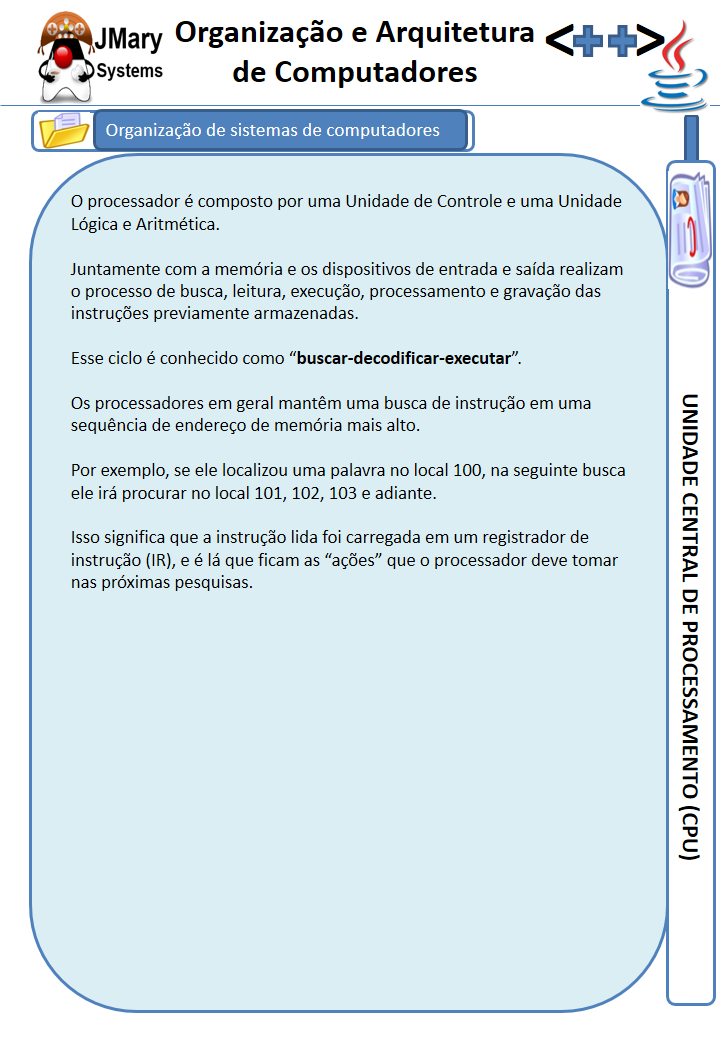 JMary
Systems
Organização e Arquitetura
de Computadores
<++>
Organização de sistemas de computadores
O processador é composto por uma Unidade de Controle e uma Unidade
Lógica e Aritmética.
Juntamente com a memória e os dispositivos de entrada e saída realizam
o processo de busca, leitura, execução, processamento e gravação das
instruções previamente armazenadas.
Esse ciclo é conhecido como “buscar-decodificar-executar”.
Os processadores em geral mantêm uma busca de instrução em uma
sequência de endereço de memória mais alto.
Por exemplo, se ele localizou uma palavra no local 100, na seguinte busca
ele irá procurar no local 101, 102, 103 e adiante.
Isso significa que a instrução lida foi carregada em um registrador de
instrução (IR), e é lá que ficam as “ações” que o processador deve tomar
nas próximas pesquisas.
UNIDADE CENTRAL DE PROCESSAMENTO (CPU)